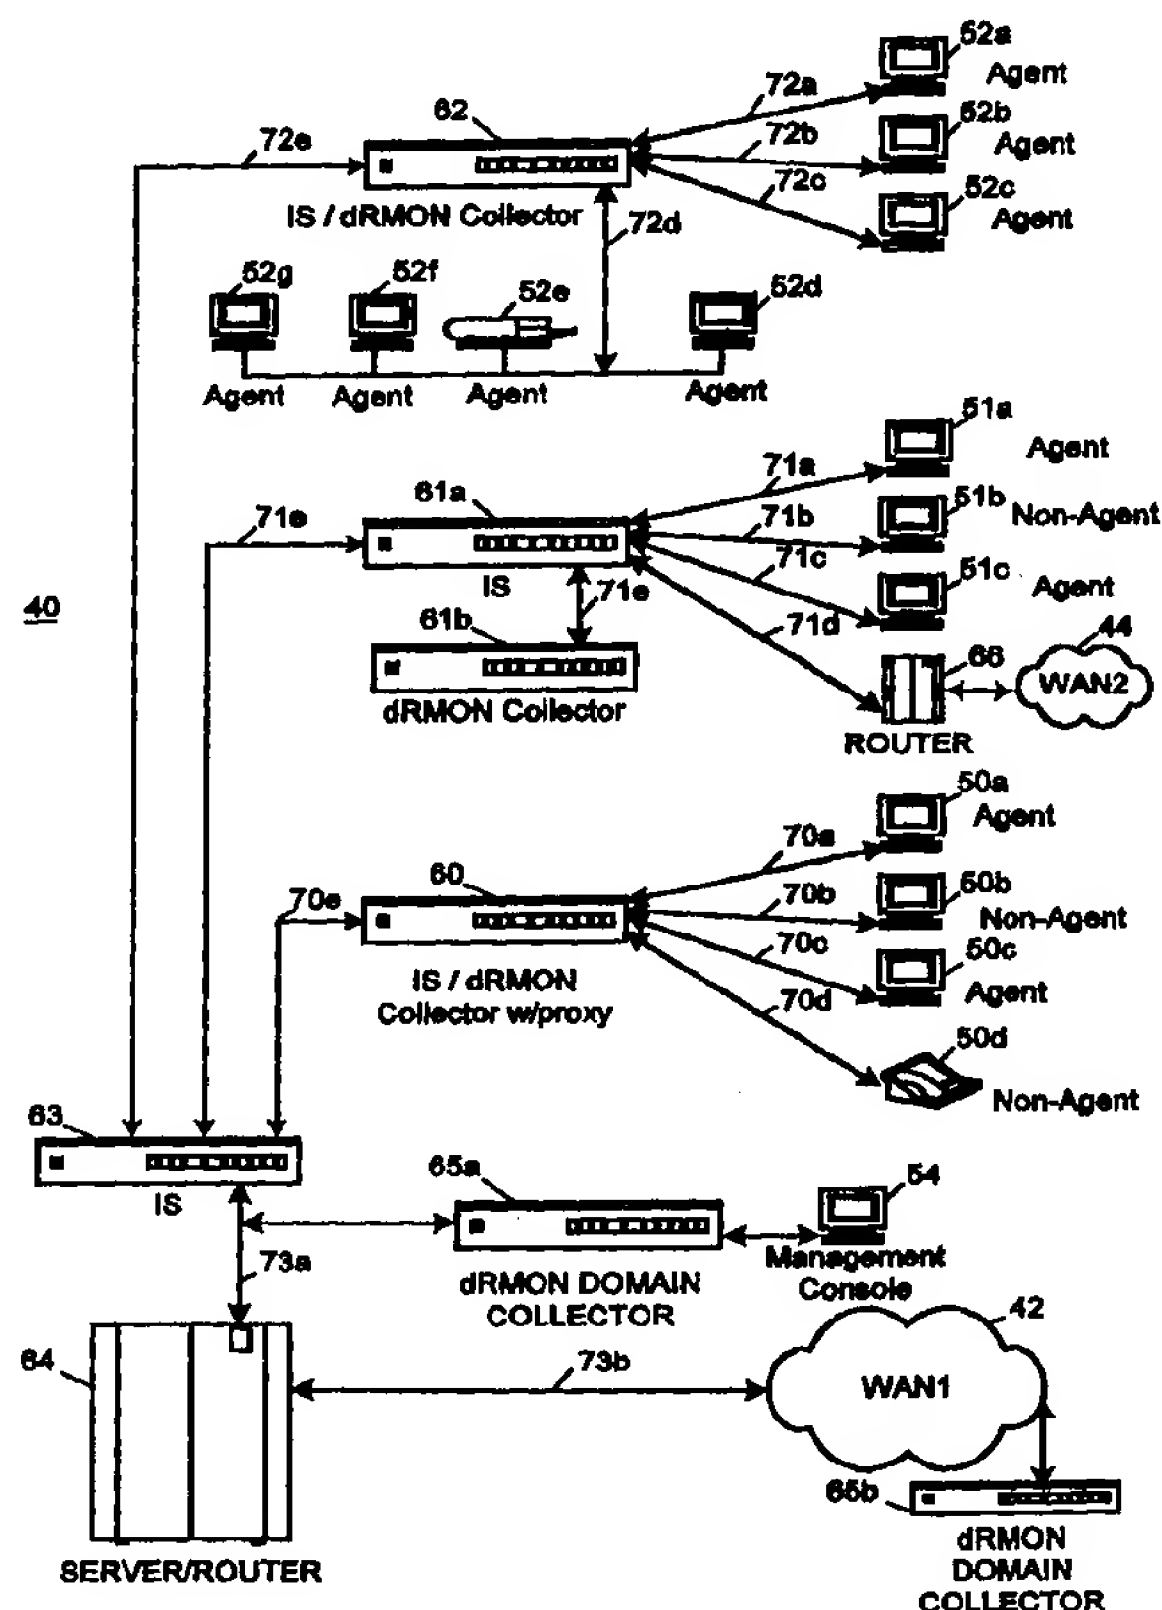 52a
Agent
72a
62
52b
72e
72b
Agent
72c
52c
IS / dRMON Collector
72d
Agent
52g
52f
52e
52d
Agent
Agent
Agent
Agent
51a
Agent
71a
61a
51b
71e
71b
Non-Agent
71c
51c
IS
71e
Agent
40
61b
71d
44
66
WAN2
dRMON Collector
ROUTER
50a
Agent
70a
60
50b
70e
70b
Non-Agent
70c
50c
IS / dRMON
Collector w/proxy
70d
Agent
50d
Non-Agent
63
65a
54
IS
73a
Management
Console
dRMON DOMAIN
COLLECTOR
42
64
73b
WAN1
65b
dRMON
DOMAIN
COLLECTOR
SERVER/ROUTER